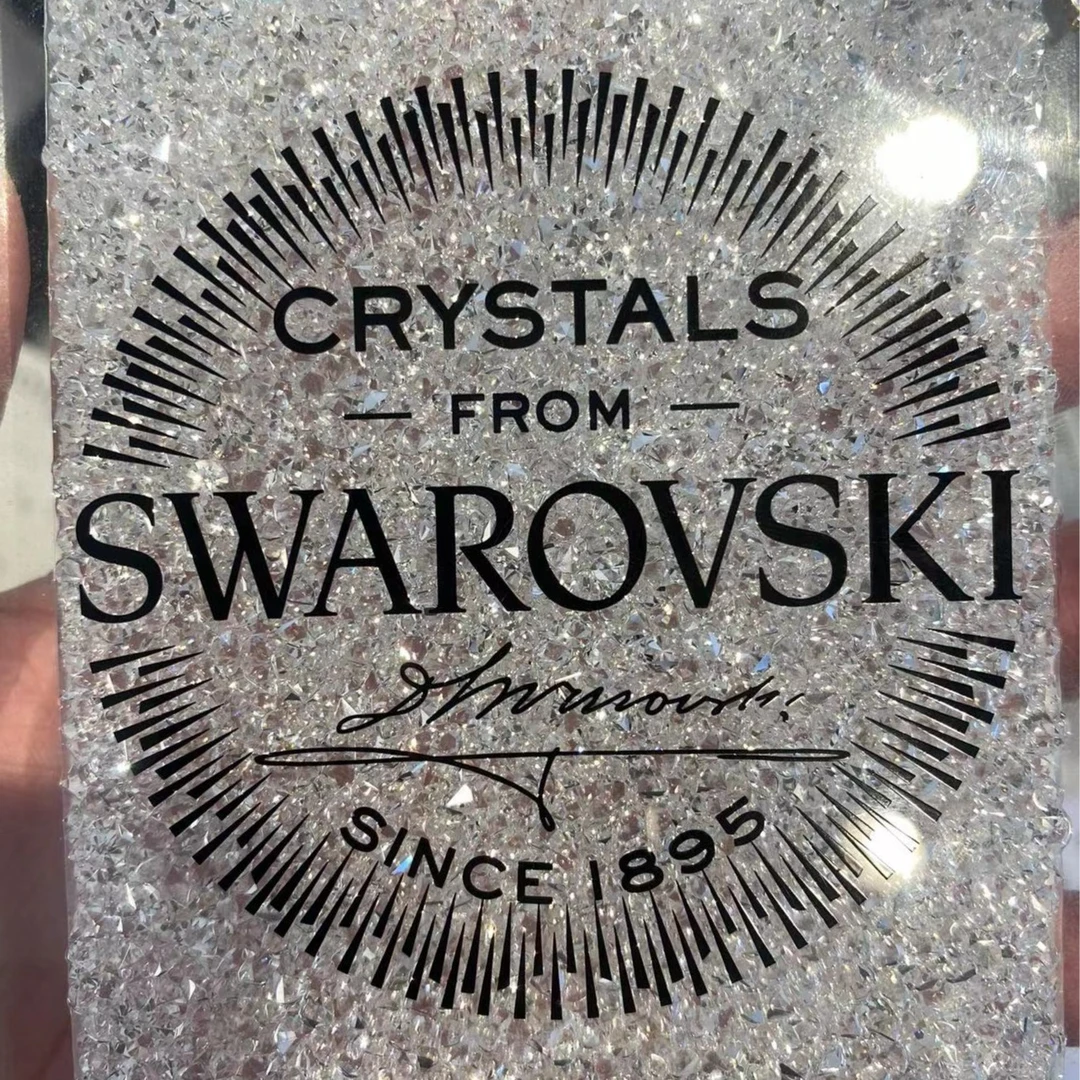 CRYSTALS
— FROM —
SWAROVSKI
SINCE 1895